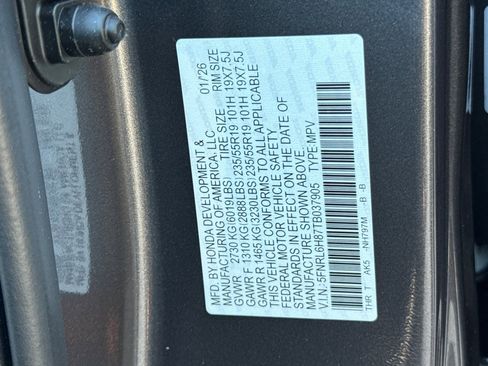 MFD. BY HONDA DEVELOPMENT & 01/26
MANUFACTURING OF AMERICA, LLC
GVWR 2730 KG(6019LBS) TIRE SIZE RIM SIZE
GAWR F 1310 KG(2888LBS)235/55R19 101H 19X7.5J
GAWR R 1465 KG(3230LBS)235/55R19 101H 19X7.5J
THIS VEHICLE CONFORMS TO ALL APPLICABLE
FEDERAL MOTOR VEHICLE SAFETY
STANDARDS IN EFFECT ON THE DATE OF
MANUFACTURE SHOWN ABOVE.
V.I.N.:5FNRL6H87TB037905 TYPE:MPV
THR T AK5 -NH797M -B -B